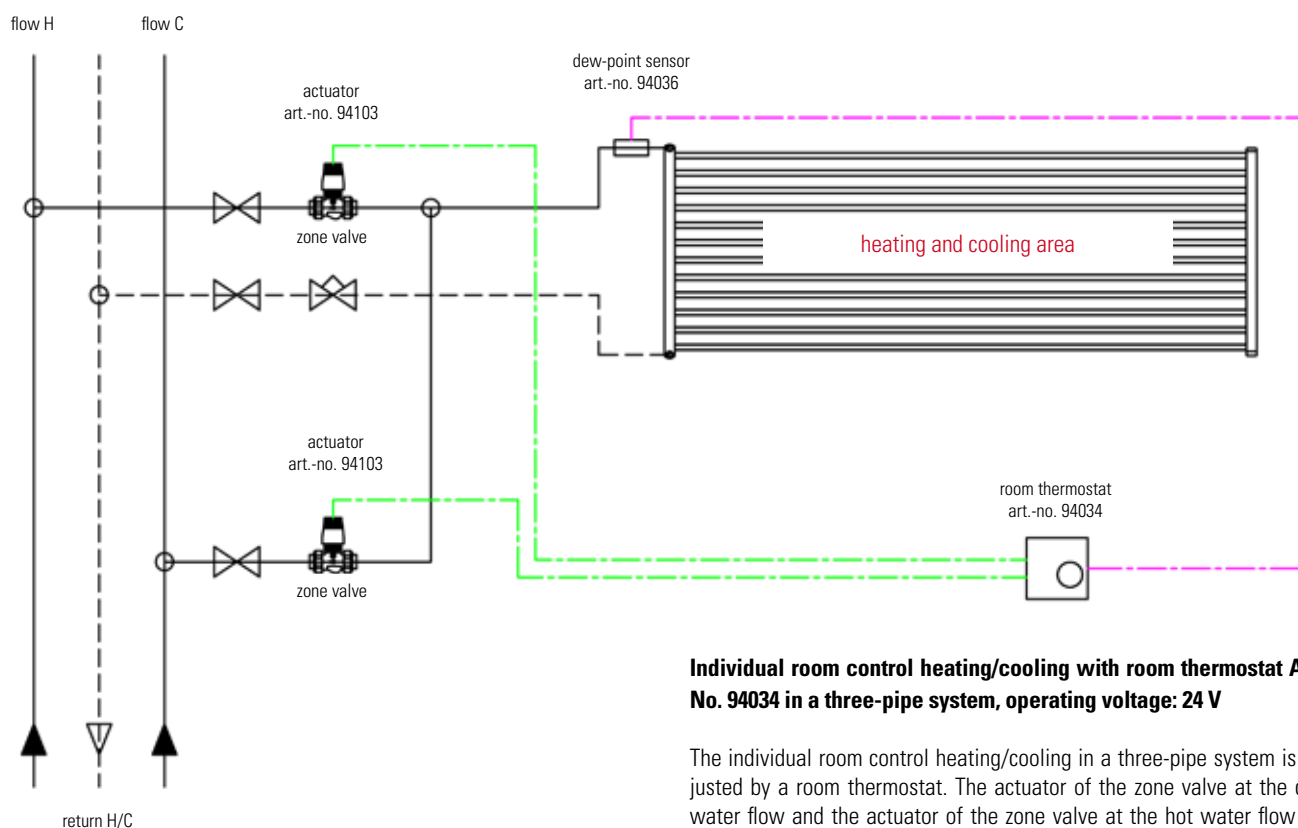 flow H
flow C
dew-point sensor
art.-no. 94036
actuator
art.-no. 94103
zone valve
heating and cooling area
actuator
art.-no. 94103
room thermostat
art.-no. 94034
zone valve
return H/C
Individual room control heating/cooling with room thermostat
No. 94034 in a three-pipe system, operating voltage: 24 V
The individual room control heating/cooling in a three-pipe system is
justed by a room thermostat. The actuator of the zone valve at the
water flow and the actuator of the zone valve at the hot water flow